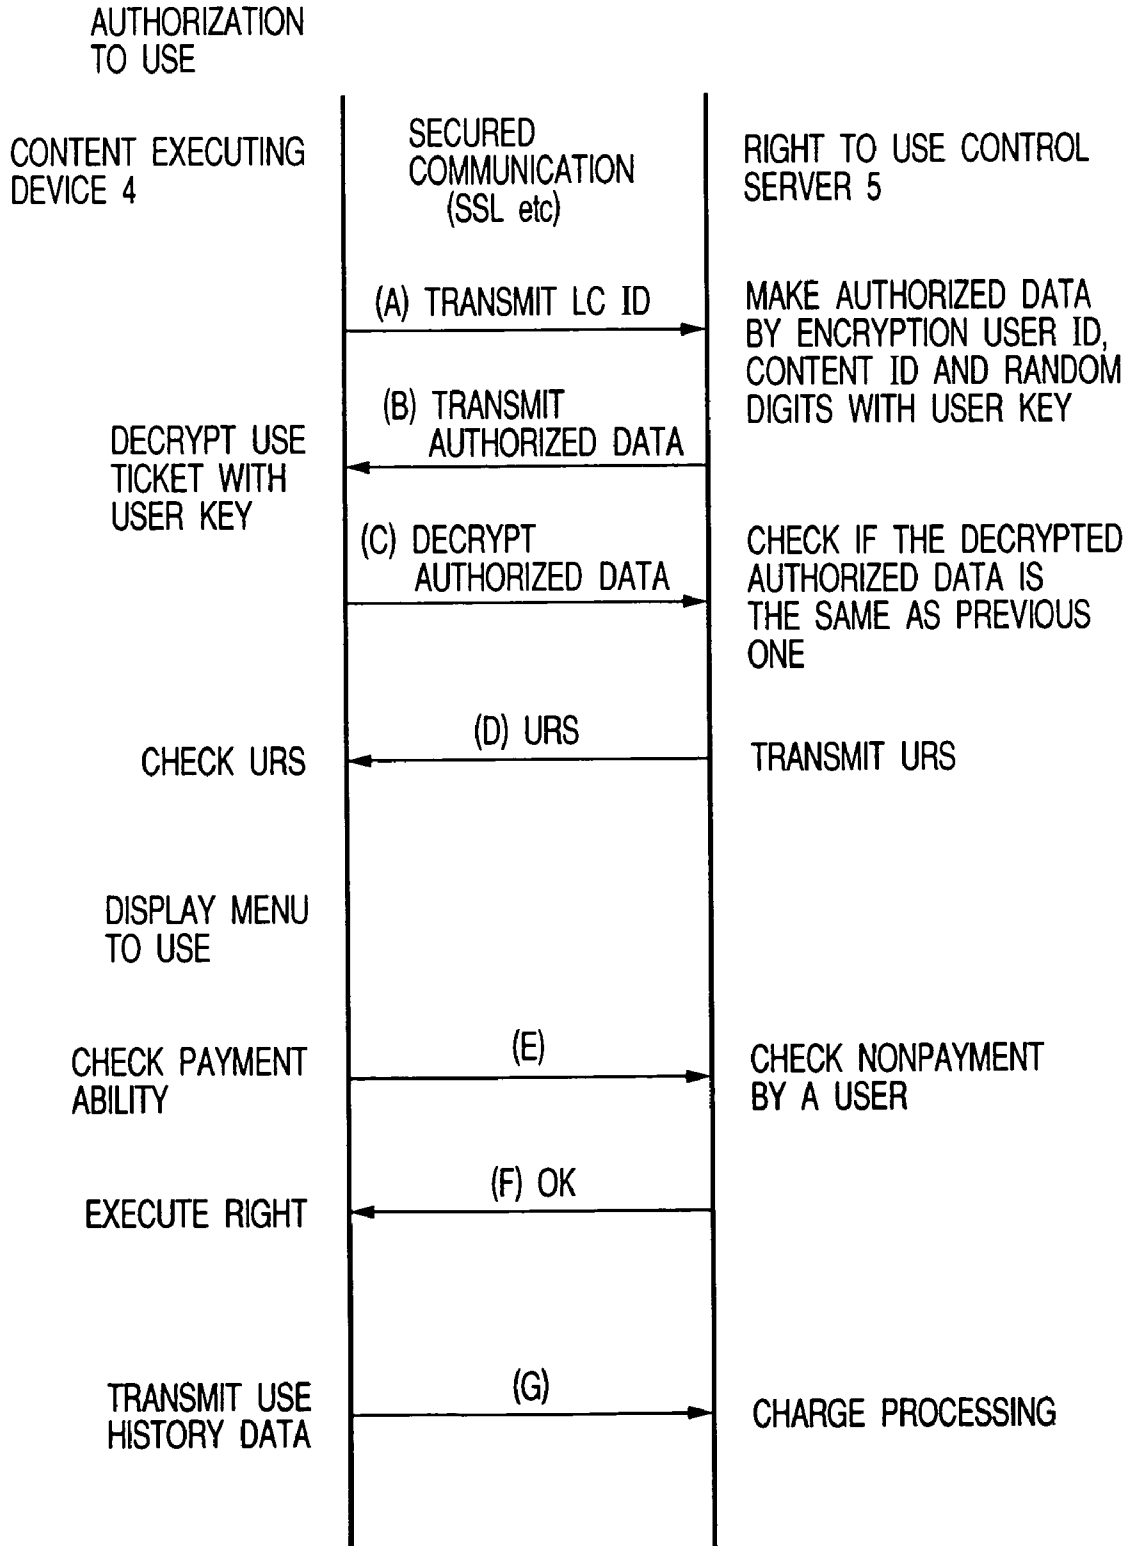 AUTHORIZATION
TO USE
CONTENT EXECUTING
DEVICE 4
SECURED
COMMUNICATION
(SSL etc)
RIGHT TO USE CONTROL
SERVER 5
(A) TRANSMIT LC ID
MAKE AUTHORIZED DATA
BY ENCRYPTION USER ID,
CONTENT ID AND RANDOM
DIGITS WITH USER KEY
(B) TRANSMIT
AUTHORIZED DATA
DECRYPT USE
TICKET WITH
USER KEY
(C) DECRYPT
AUTHORIZED DATA
CHECK IF THE DECRYPTED
AUTHORIZED DATA IS
THE SAME AS PREVIOUS
ONE
(D) URS
CHECK URS
TRANSMIT URS
DISPLAY MENU
TO USE
CHECK PAYMENT
ABILITY
(E)
CHECK NONPAYMENT
BY A USER
(F) OK
EXECUTE RIGHT
TRANSMIT USE
HISTORY DATA
(G)
CHARGE PROCESSING